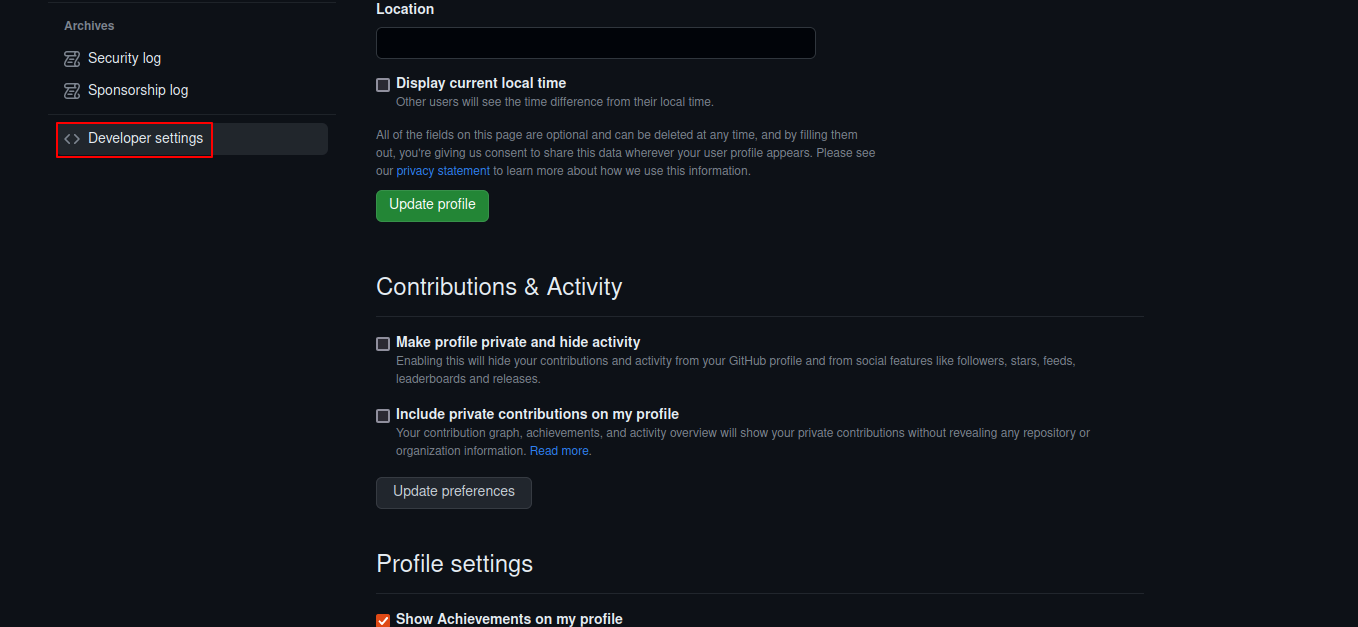 Archives
Security log
Sponsorship log
Developer settings
Location
Display current local time
Other users will see the time difference from their local time.
All of the fields on this page are optional and can be deleted at any time, and by filling them
out, you're giving us consent to share this data wherever your user profile appears. Please see
our privacy statement to learn more about how we use this information.
Update profile
Contributions & Activity
Make profile private and hide activity
Enabling this will hide your contributions and activity from your GitHub profile and from social features like followers, stars, feeds,
leaderboards and releases.
Include private contributions on my profile
Your contribution graph, achievements, and activity overview will show your private contributions without revealing any repository or
organization information. Read more.
Update preferences
Profile settings
Show Achievements on my profile